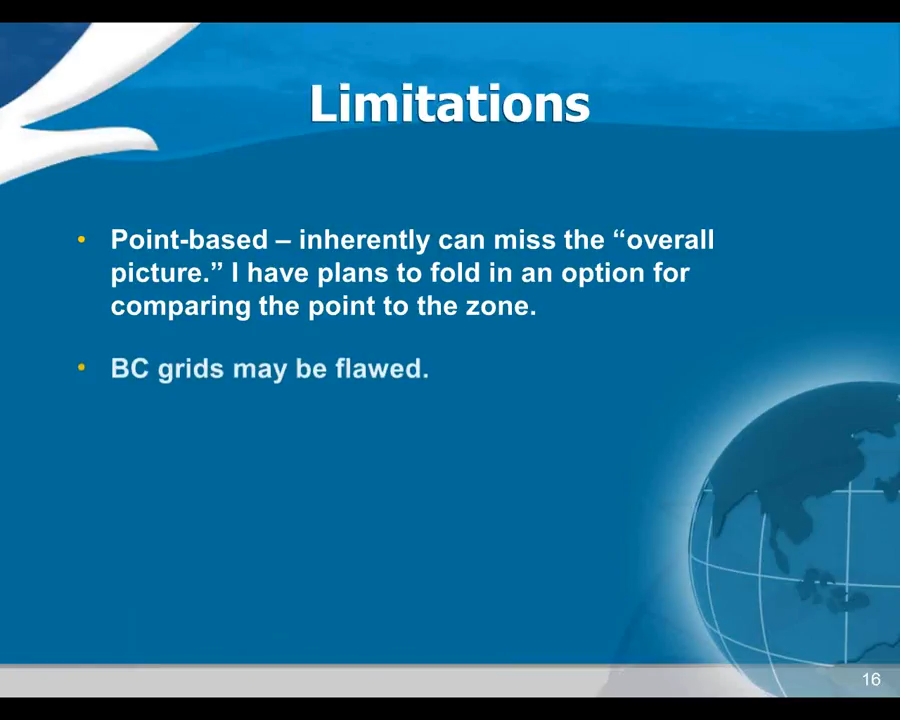 Limitations
• Point-based – inherently can miss the “overall
picture.” I have plans to fold in an option for
comparing the point to the zone.
• BC grids may be flawed.
16